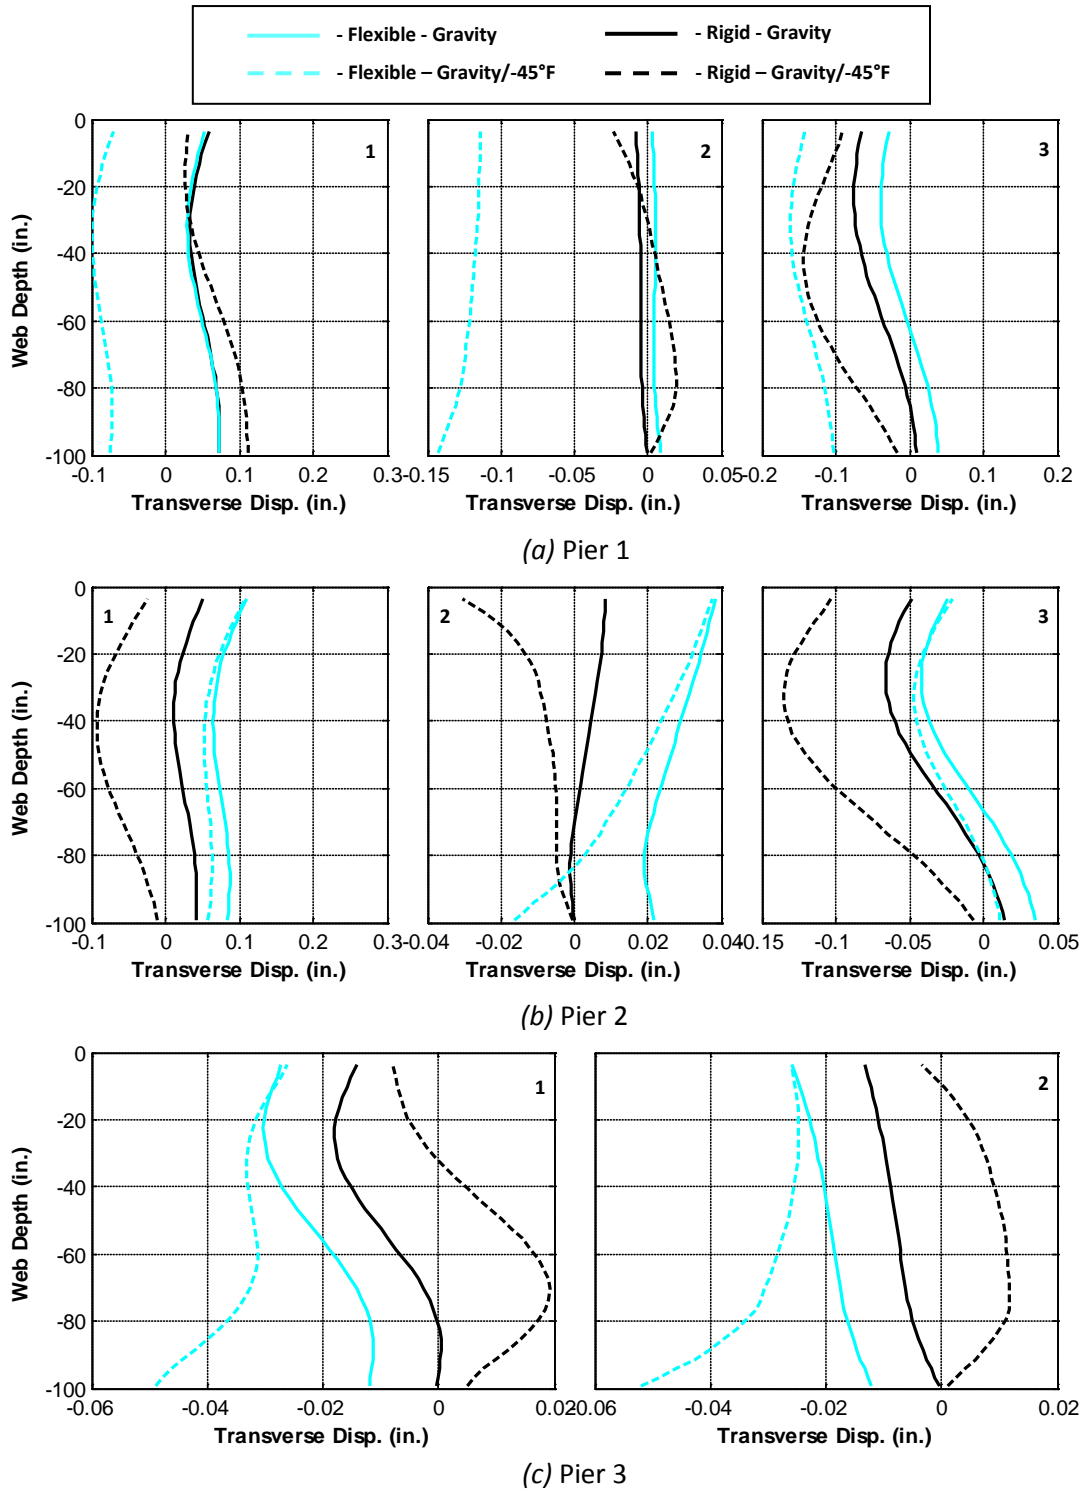 - Flexible - Gravity - Rigid - Gravity
- Flexible – Gravity/-45°F - Rigid – Gravity/-45°F
Web Depth (in.)
0
-20
-40
-60
-80
-100
1
2
3
-0.1 0 0.1 0.2 0.3 -0.15 -0.1 -0.05 0 0.05 -0.2 -0.1 0 0.1 0.2
Transverse Disp. (in.) Transverse Disp. (in.) Transverse Disp. (in.)
(a) Pier 1
Web Depth (in.)
0
-20
-40
-60
-80
-100
1
2
3
-0.1 0 0.1 0.2 0.3 -0.04 -0.02 0 0.02 0.04 -0.15 -0.1 -0.05 0 0.05
Transverse Disp. (in.) Transverse Disp. (in.) Transverse Disp. (in.)
(b) Pier 2
Web Depth (in.)
0
-20
-40
-60
-80
-100
1
2
-0.06 -0.04 -0.02 0 0.02 -0.06 -0.04 -0.02 0 0.02
Transverse Disp. (in.) Transverse Disp. (in.)
(c) Pier 3